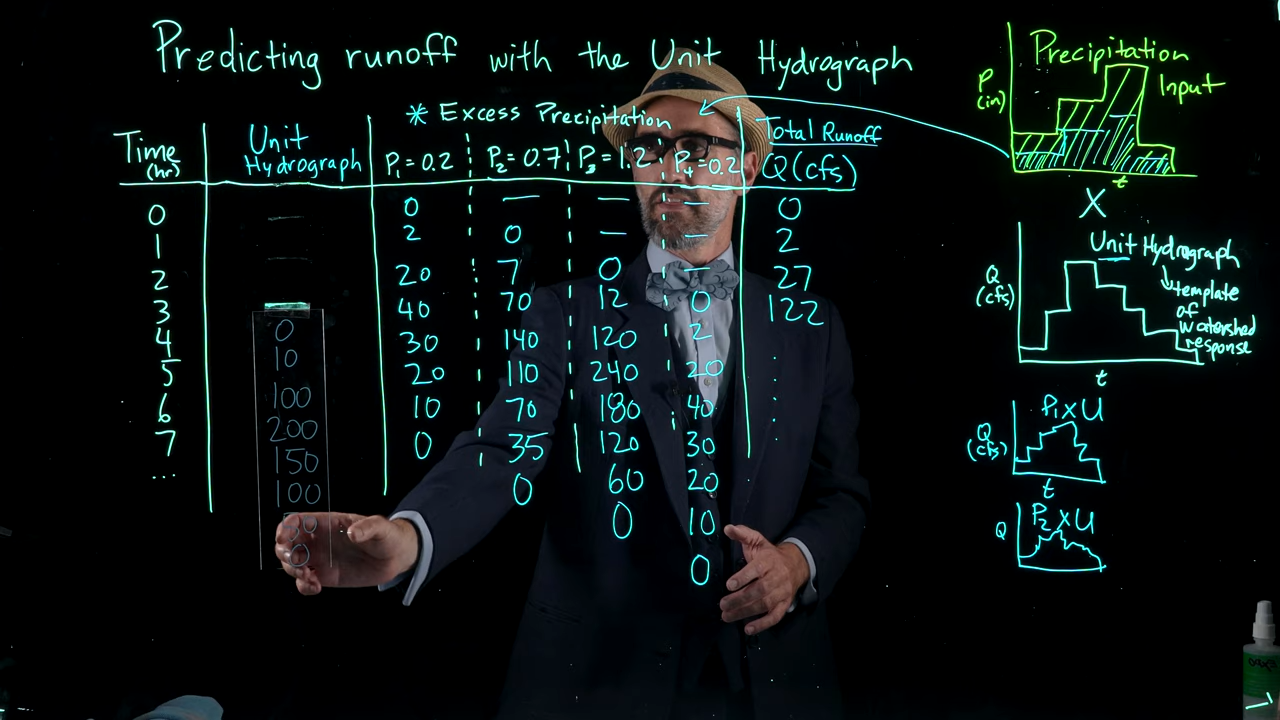 Predicting runoff with the Unit Hydrograph
* Excess Precipitation
Time (hr)
Unit Hydrograph
P₁=0.2
P₂=0.7
P₃=1.2
P₄=0.2
Total Runoff
Q (cfs)
0 — 0 — — — 0
1 — 2 0 — — 2
2 20 7 0 — 27
3 40 70 12 0 122
4 0 30 140 120 2
5 10 20 110 240 20
6 100 10 70 180 40
7 200 0 35 120 30
... 150 0 60 20
100 0 10
0 0
Precipitation
Input
P (in)
t
X
Unit Hydrograph
template
of
watershed
response
Q (cfs)
t
P₁ x U
Q (cfs)
t
P₂ x U
Q